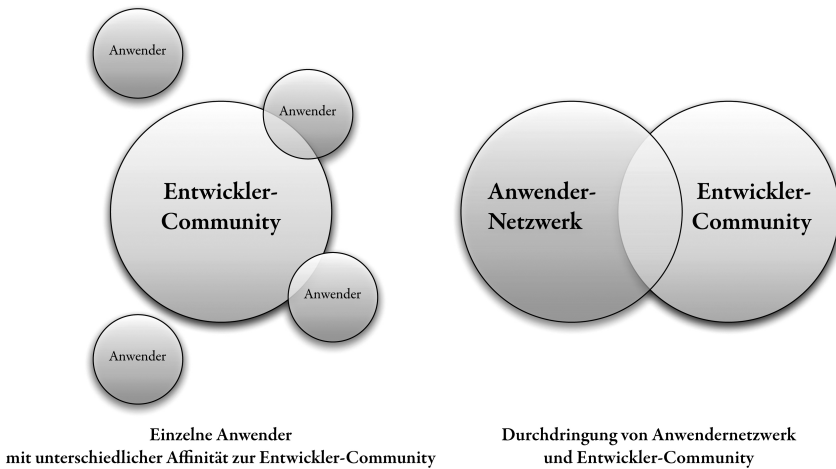 Anwender
Anwender
Entwickler-
Community
Anwender
Anwender
Einzelne Anwender
mit unterschiedlicher Affinität zur Entwickler-Community
Anwender-
Netzwerk
Entwickler-
Community
Durchdringung von Anwendernetzwerk
und Entwickler-Community